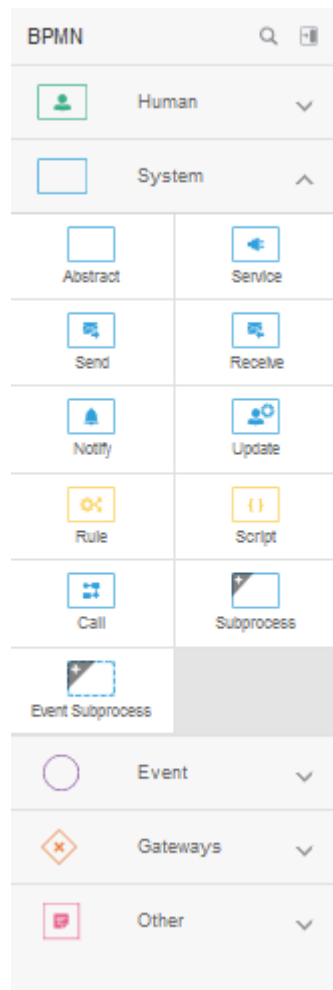 BPMN
Human
System
Abstract
Service
Send
Receive
Notify
Update
Rule
Script
Call
Subprocess
Event Subprocess
Event
Gateways
Other